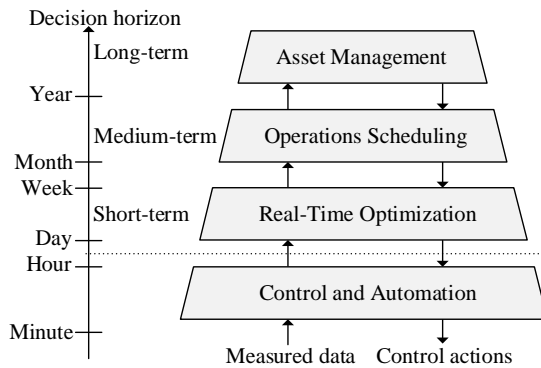 Decision horizon
Long-term
Asset Management
Year
Medium-term
Operations Scheduling
Month
Week
Short-term
Real-Time Optimization
Day
Hour
Control and Automation
Minute
Measured data
Control actions